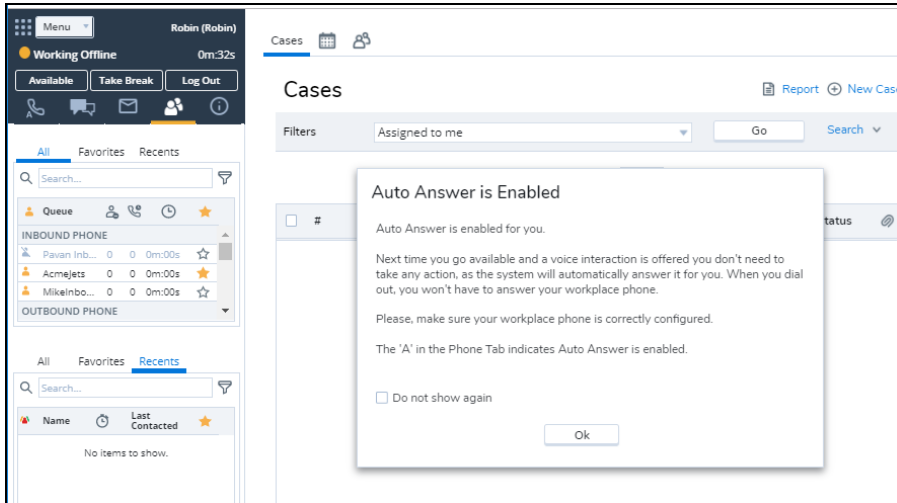 Menu
Robin (Robin)
Working Offline 0m:32s
Available Take Break Log Out
A
All Favorites Recents
Search...
Queue
INBOUND PHONE
Pavan Inb... 0 0 0m:00s
AcmeJets 0 0 0m:00s
MikeInbo... 0 0 0m:00s
OUTBOUND PHONE
All Favorites Recents
Search...
Name Last
Contacted
No items to show.
Cases
Cases
Report New Case
Filters Assigned to me Go Search
# tatus
Auto Answer is Enabled
Auto Answer is enabled for you.
Next time you go available and a voice interaction is offered you don't need to
take any action, as the system will automatically answer it for you. When you dial
out, you won't have to answer your workplace phone.
Please, make sure your workplace phone is correctly configured.
The 'A' in the Phone Tab indicates Auto Answer is enabled.
Do not show again
Ok